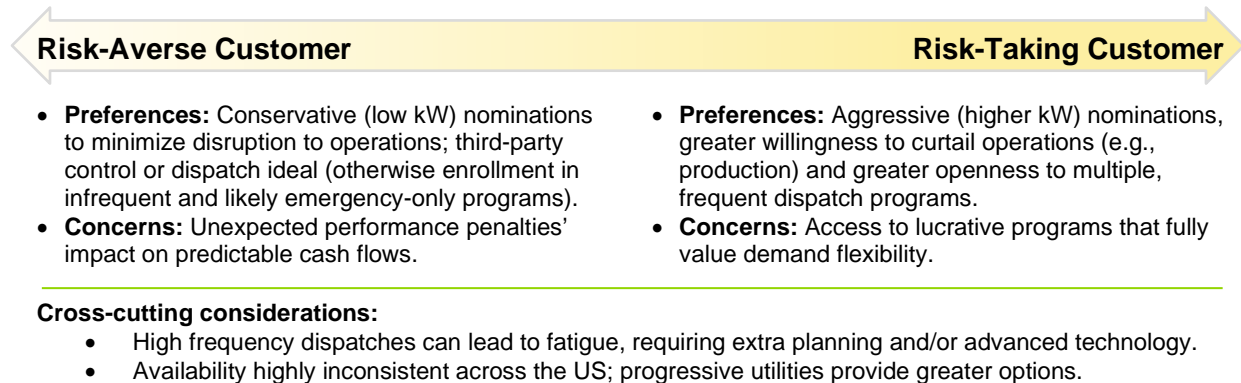 Risk-Averse Customer
Risk-Taking Customer
• Preferences: Conservative (low kW) nominations
to minimize disruption to operations; third-party
control or dispatch ideal (otherwise enrollment in
infrequent and likely emergency-only programs).
• Concerns: Unexpected performance penalties’
impact on predictable cash flows.
• Preferences: Aggressive (higher kW) nominations,
greater willingness to curtail operations (e.g.,
production) and greater openness to multiple,
frequent dispatch programs.
• Concerns: Access to lucrative programs that fully
value demand flexibility.
Cross-cutting considerations:
• High frequency dispatches can lead to fatigue, requiring extra planning and/or advanced technology.
• Availability highly inconsistent across the US; progressive utilities provide greater options.